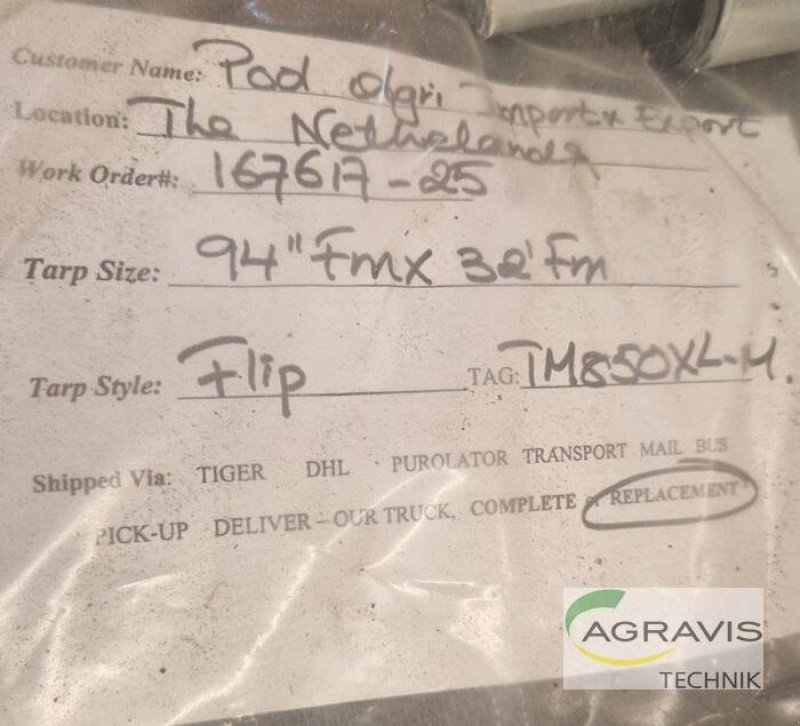 Customer Name: Pod Agri Import & Export
Location: The Nethelands
Work Order#: 167617-25
Tarp Size: 94" Fm x 32' Fm
Tarp Style: Flip TAG: TM850XL-M.
Shipped Via: TIGER DHL PUROLATOR TRANSPORT MAIL BUS
PICK-UP DELIVER - OUR TRUCK, COMPLETE REPLACEMENT
AGRAVIS
TECHNIK